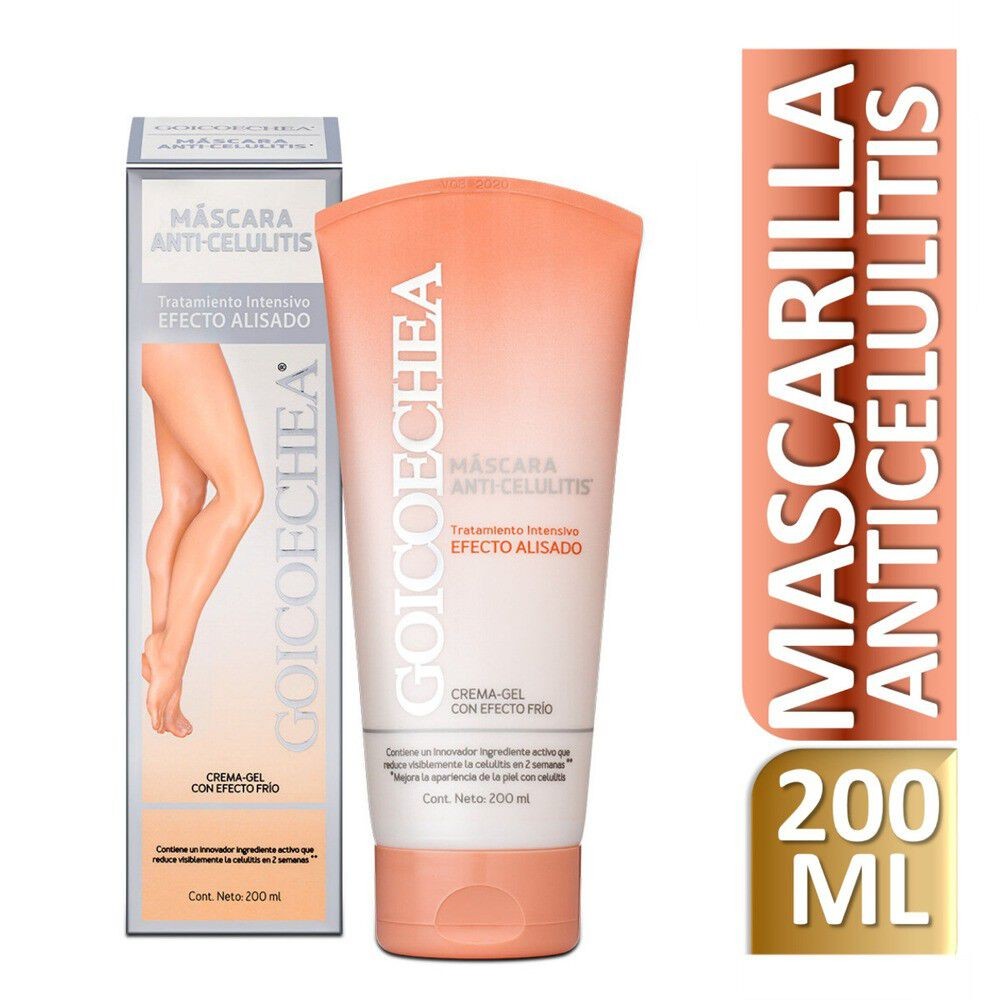 GOICOECHEA®
MÁSCARA
ANTI-CELULITIS*
MÁSCARA
ANTI-CELULITIS
Tratamiento Intensivo
EFECTO ALISADO
GOICOECHEA®
CREMA-GEL
CON EFECTO FRÍO
Contiene un innovador ingrediente activo que
reduce visiblemente la celulitis en 2 semanas**
Cont. Neto: 200 ml
2020
GOICOECHEA
MÁSCARA
ANTI-CELULITIS*
Tratamiento Intensivo
EFECTO ALISADO
CREMA-GEL
CON EFECTO FRÍO
Contiene un innovador ingrediente activo que
reduce visiblemente la celulitis en 2 semanas**
*Mejora la apariencia de la piel con celulitis
Cont. Neto: 200 ml
MASCARILLA
ANTICELULITIS
200
ML